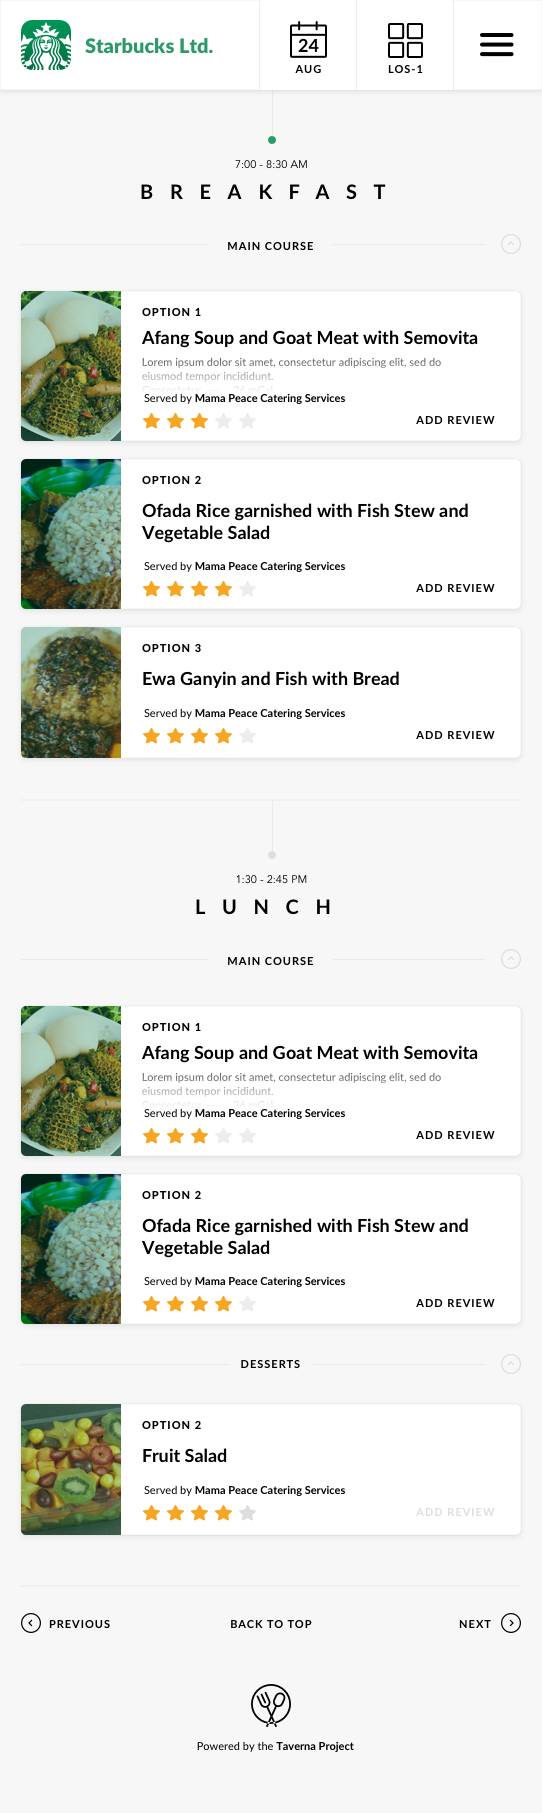 Starbucks Ltd.
24
AUG
LOS-1
7:00 - 8:30 AM
BREAKFAST
MAIN COURSE
OPTION 1
Afang Soup and Goat Meat with Semovita
Lorem ipsum dolor sit amet, consectetur adipiscing elit, sed do
eiusmod tempor incididunt.
Served by Mama Peace Catering Services
ADD REVIEW
OPTION 2
Ofada Rice garnished with Fish Stew and
Vegetable Salad
Served by Mama Peace Catering Services
ADD REVIEW
OPTION 3
Ewa Ganyin and Fish with Bread
Served by Mama Peace Catering Services
ADD REVIEW
1:30 - 2:45 PM
LUNCH
MAIN COURSE
OPTION 1
Afang Soup and Goat Meat with Semovita
Lorem ipsum dolor sit amet, consectetur adipiscing elit, sed do
eiusmod tempor incididunt.
Served by Mama Peace Catering Services
ADD REVIEW
OPTION 2
Ofada Rice garnished with Fish Stew and
Vegetable Salad
Served by Mama Peace Catering Services
ADD REVIEW
DESSERTS
OPTION 2
Fruit Salad
Served by Mama Peace Catering Services
ADD REVIEW
PREVIOUS
BACK TO TOP
NEXT
Powered by the Taverna Project